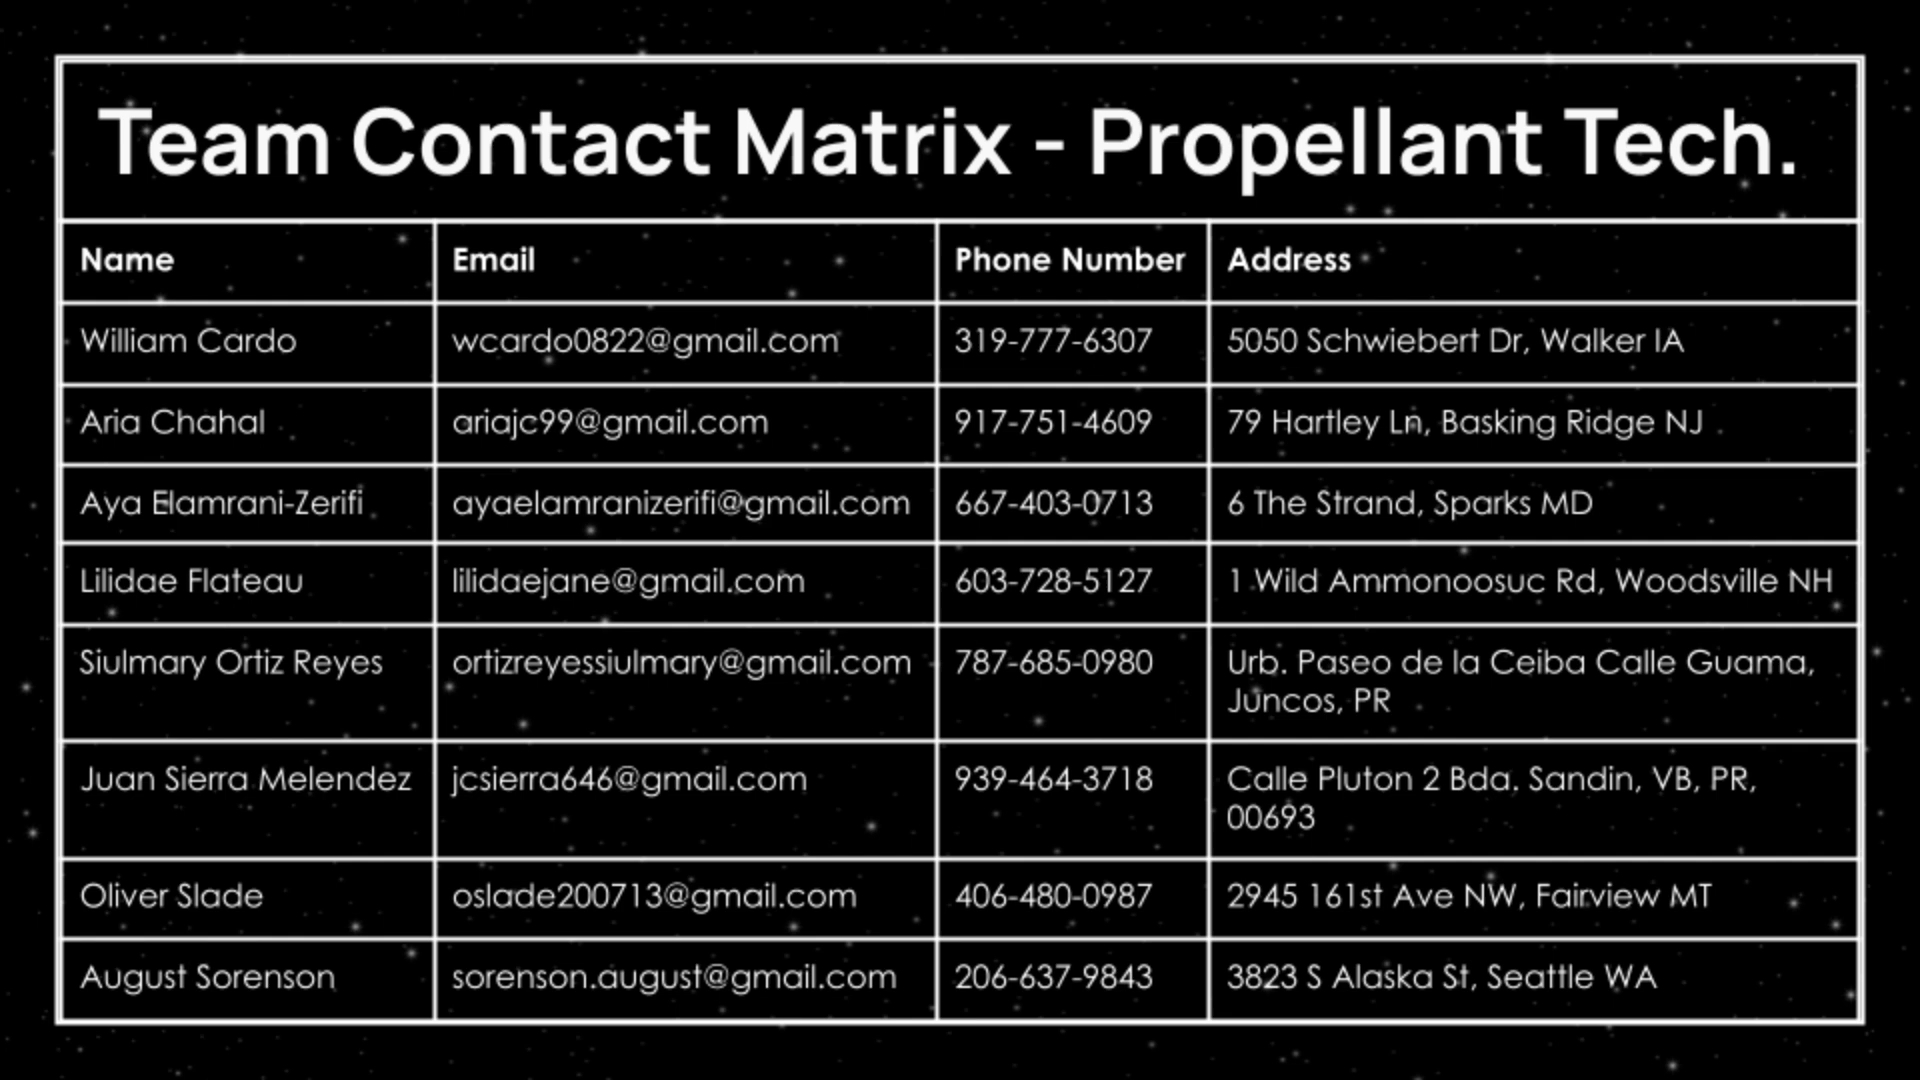 Team Contact Matrix - Propellant Tech.
Name Email Phone Number Address
William Cardo wcardo0822@gmail.com 319-777-6307 5050 Schwiebert Dr, Walker IA
Aria Chahal ariajc99@gmail.com 917-751-4609 79 Hartley Ln, Basking Ridge NJ
Aya Elamrani-Zerifi ayaelamranizerifi@gmail.com 667-403-0713 6 The Strand, Sparks MD
Lilidae Flateau lilidaejane@gmail.com 603-728-5127 1 Wild Ammonoosuc Rd, Woodsville NH
Siulmary Ortiz Reyes ortizreyessiulmary@gmail.com 787-685-0980 Urb. Paseo de la Ceiba Calle Guama,
Juncos, PR
Juan Sierra Melendez jcsierra646@gmail.com 939-464-3718 Calle Pluton 2 Bda. Sandin, VB, PR,
00693
Oliver Slade oslade200713@gmail.com 406-480-0987 2945 161st Ave NW, Fairview MT
August Sorenson sorenson.august@gmail.com 206-637-9843 3823 S Alaska St, Seattle WA